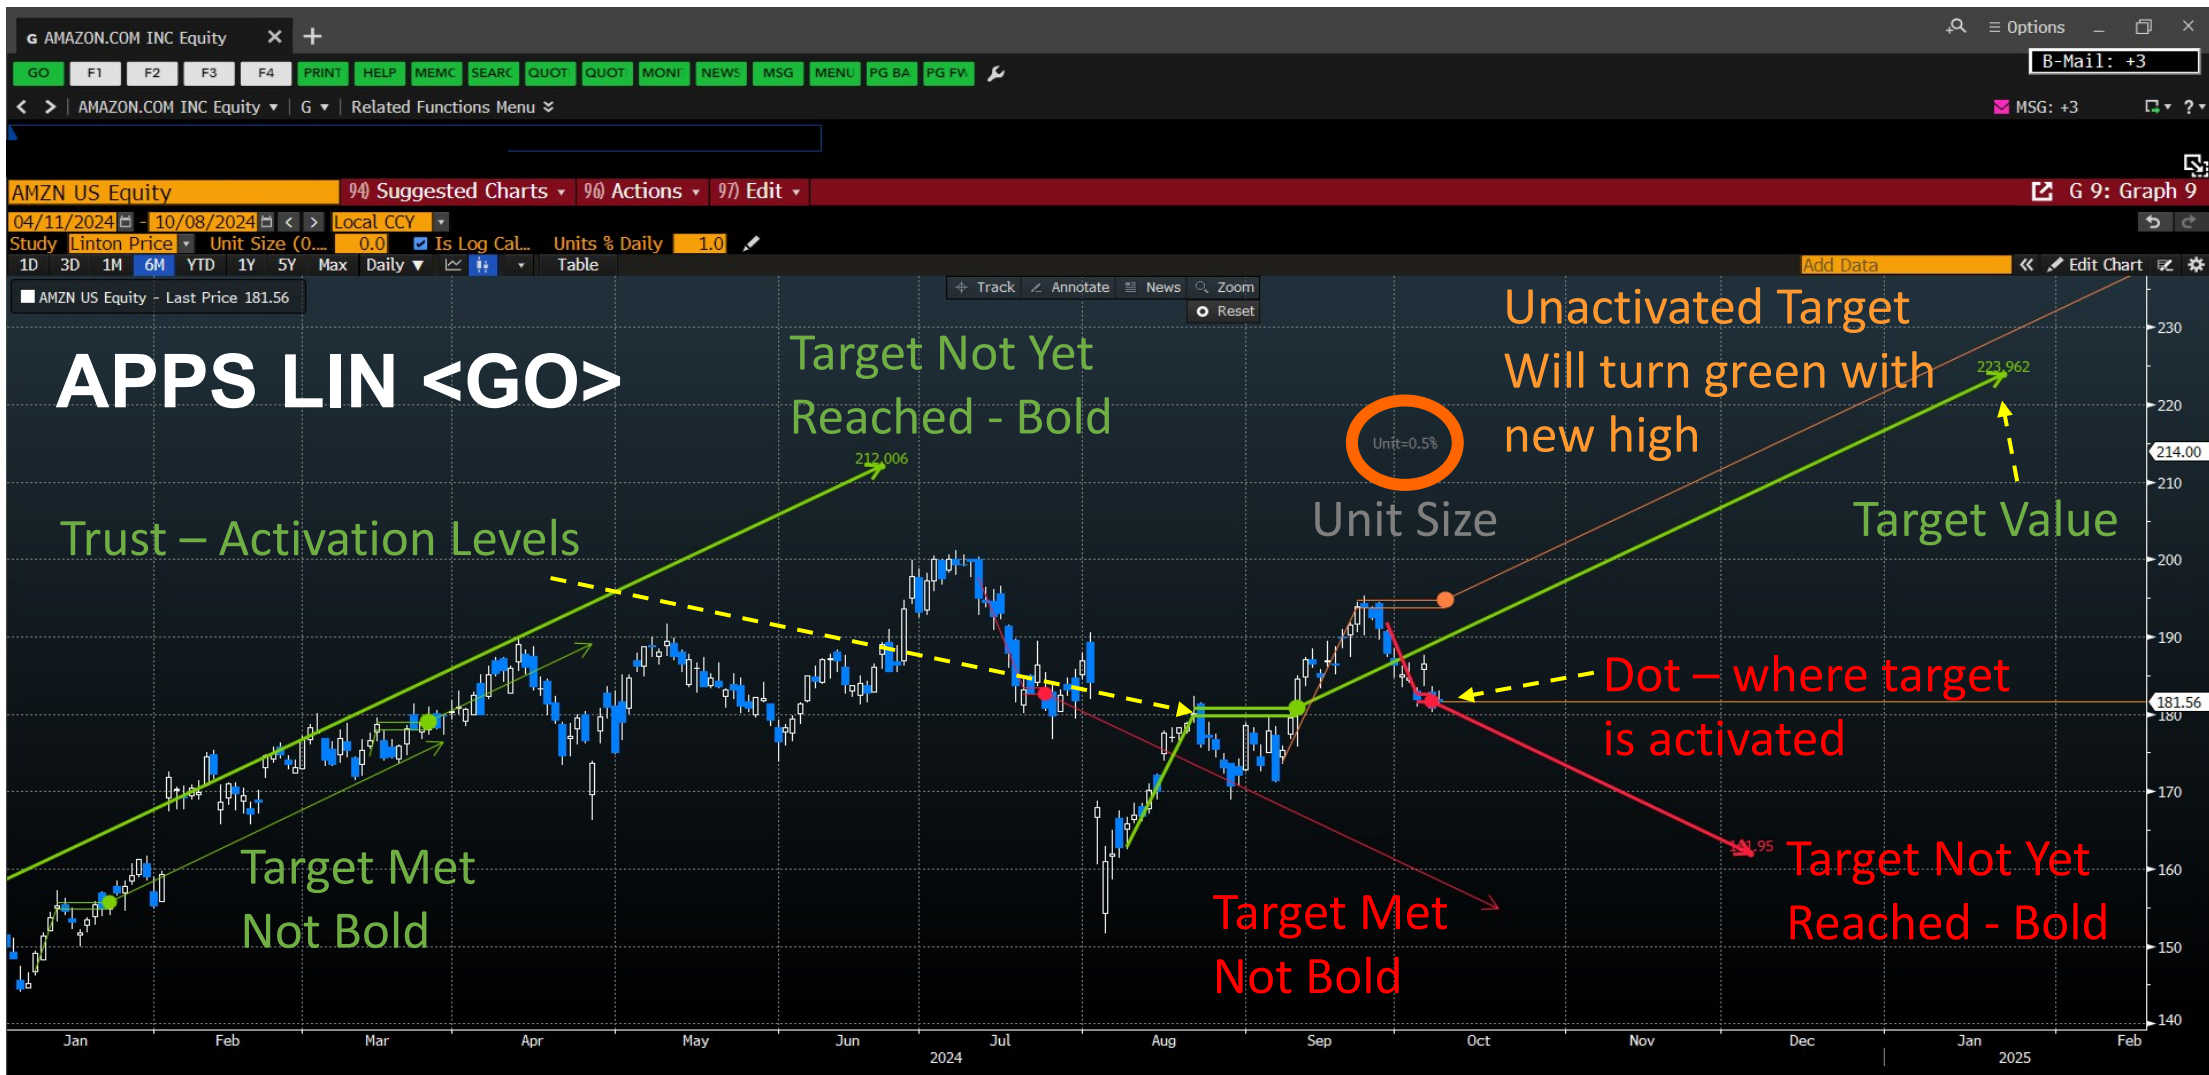 G AMAZON.COM INC Equity × +
Options
GO F1 F2 F3 F4 PRINT HELP MEMC SEARC QUOT QUOT MONI NEWS MSG MENU PG BA PG FW
B-Mail: +3
< > AMAZON.COM INC Equity G Related Functions Menu
MSG: +3 ?
AMZN US Equity 94) Suggested Charts 96) Actions 97) Edit G 9: Graph 9
04/11/2024 - 10/08/2024 < > Local CCY
Study Linton Price Unit Size (0.... 0.0 Is Log Cal... Units % Daily 1.0
1D 3D 1M 6M YTD 1Y 5Y Max Daily Table Add Data « Edit Chart
AMZN US Equity - Last Price 181.56
Track Annotate News Zoom
Reset
APPS LIN <GO>
Target Not Yet
Reached - Bold
Unactivated Target
Will turn green with
new high
212.006
223.962
Unit=0.5%
Unit Size
Target Value
Trust – Activation Levels
Dot – where target
is activated
Target Met
Not Bold
Target Met
Not Bold
Target Not Yet
Reached - Bold
230
220
214.00
210
200
190
181.56
180
170
160
150
140
Jan Feb Mar Apr May Jun Jul Aug Sep Oct Nov Dec Jan Feb
2024 2025